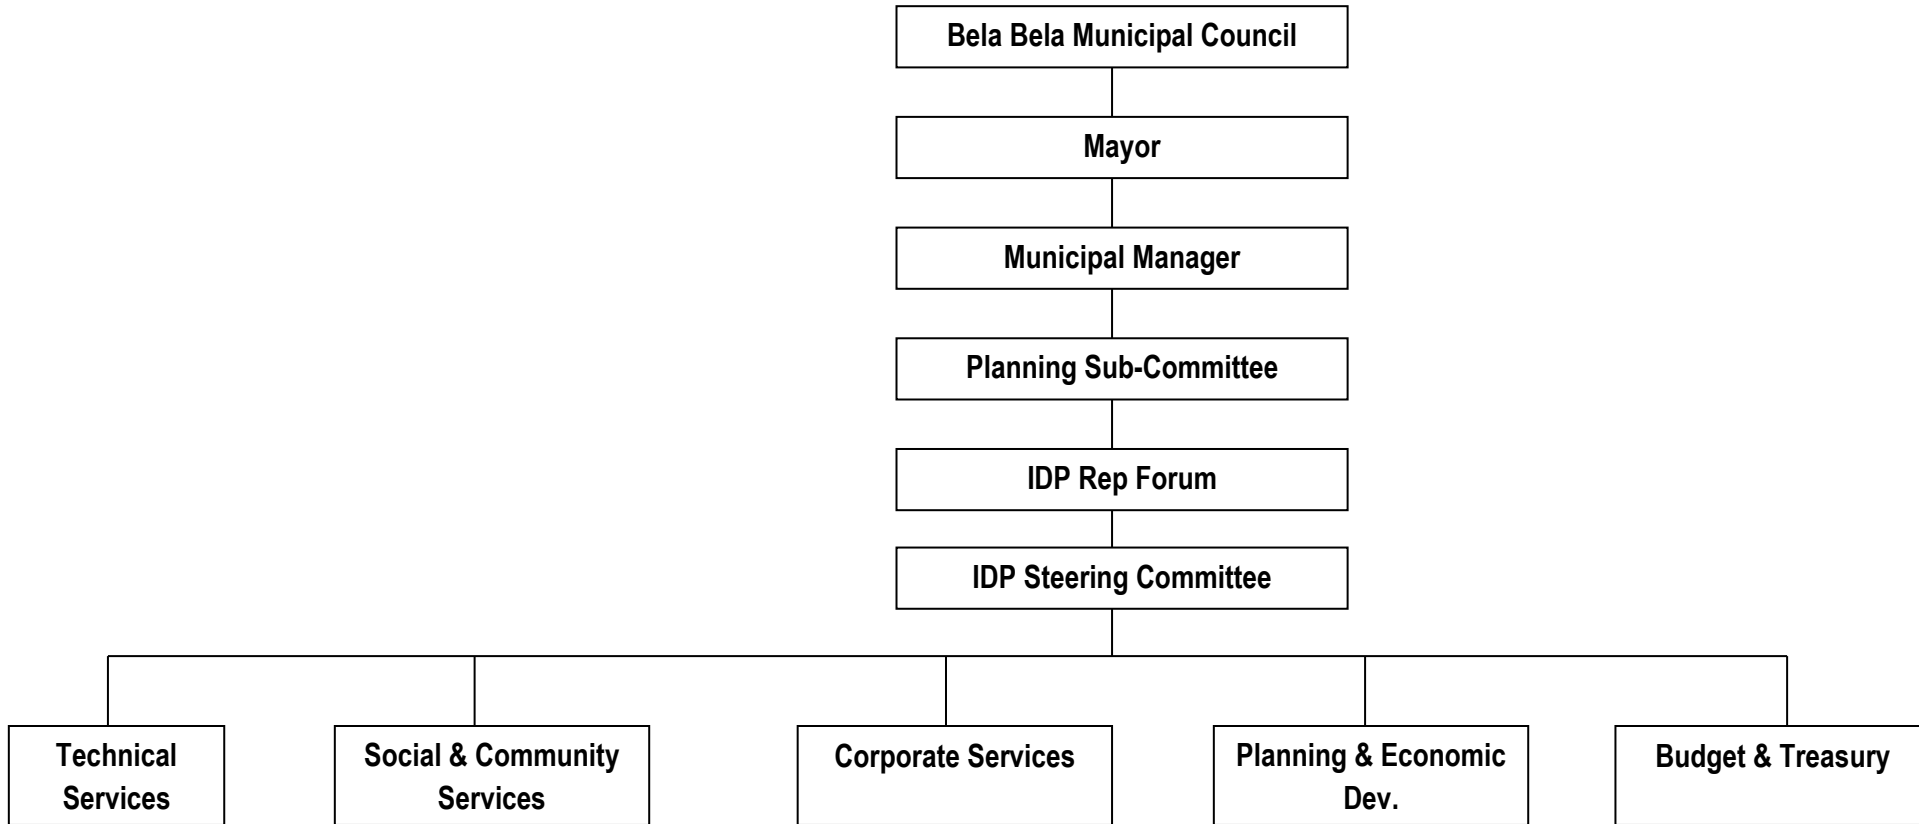 Bela Bela Municipal Council
Mayor
Municipal Manager
Planning Sub-Committee
IDP Rep Forum
IDP Steering Committee
Technical
Services
Social & Community
Services
Corporate Services
Planning & Economic
Dev.
Budget & Treasury